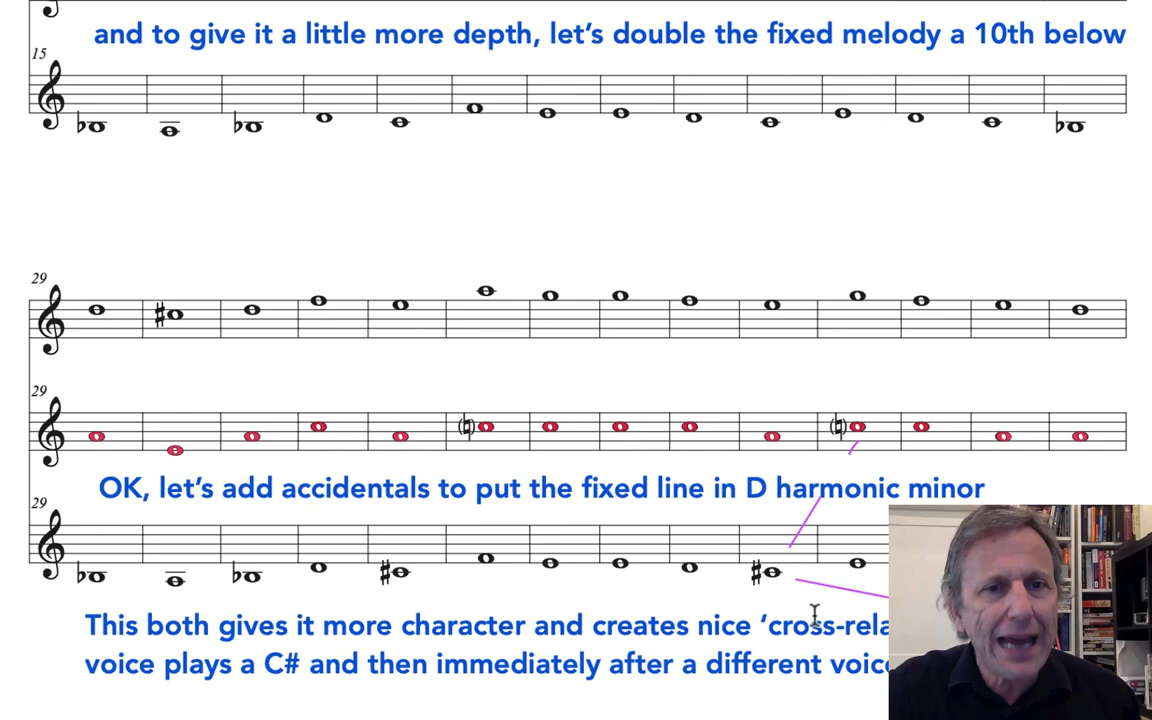 and to give it a little more depth, let’s double the fixed melody a 10th below
15
29
29
OK, let’s add accidentals to put the fixed line in D harmonic minor
29
This both gives it more character and creates nice ‘cross-rela
voice plays a C# and then immediately after a different voice